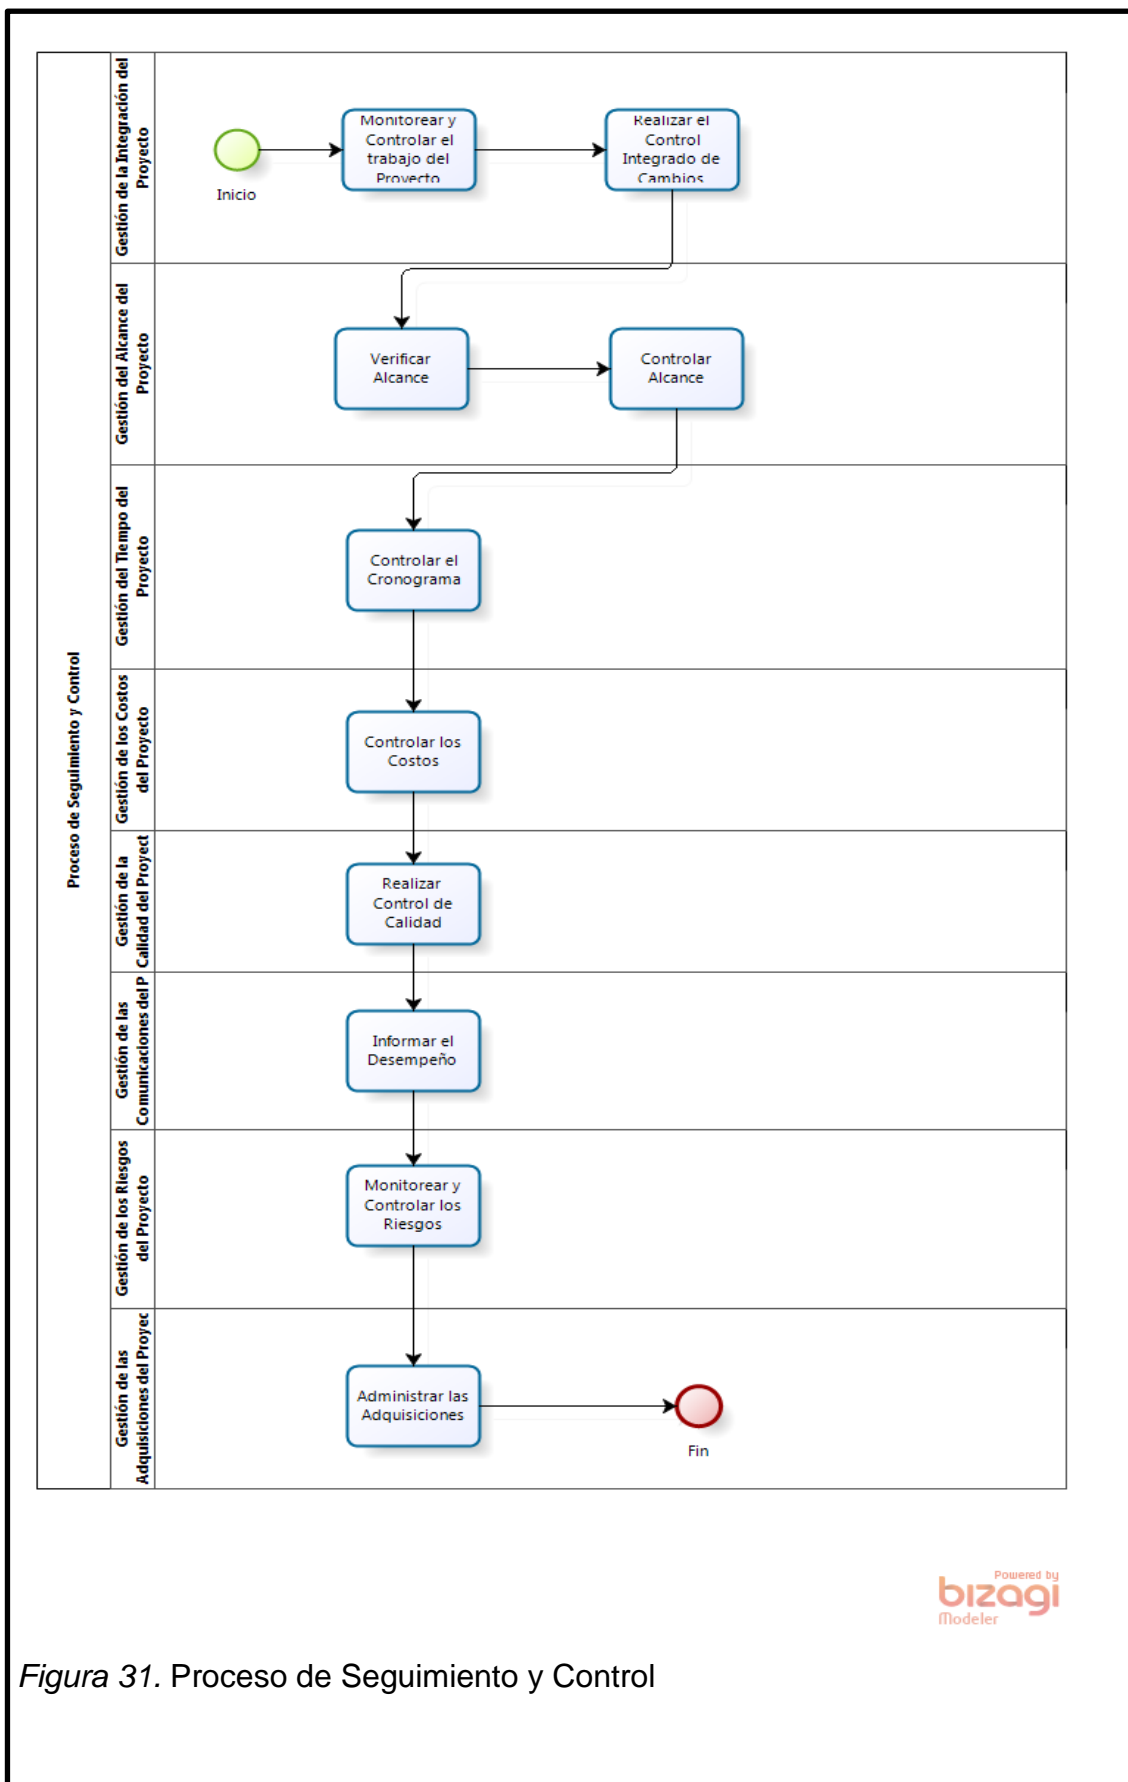 Proceso de Seguimiento y Control
Gestión de la Integración del
Proyecto
Inicio
Monitorear y
Controlar el
trabajo del
Proyecto
Realizar el
Control
Integrado de
Cambios
Gestión del Alcance del
Proyecto
Verificar
Alcance
Controlar
Alcance
Gestión del Tiempo del
Proyecto
Controlar el
Cronograma
Gestión de los Costos
del Proyecto
Controlar los
Costos
Gestión de la
Calidad del Proyect
Realizar
Control de
Calidad
Gestión de las
Comunicaciones del P
Informar el
Desempeño
Gestión de los Riesgos
del Proyecto
Monitorear y
Controlar los
Riesgos
Gestión de las
Adquisiciones del Proyec
Administrar las
Adquisiciones
Fin
Powered by
bizagi
Modeler
Figura 31. Proceso de Seguimiento y Control